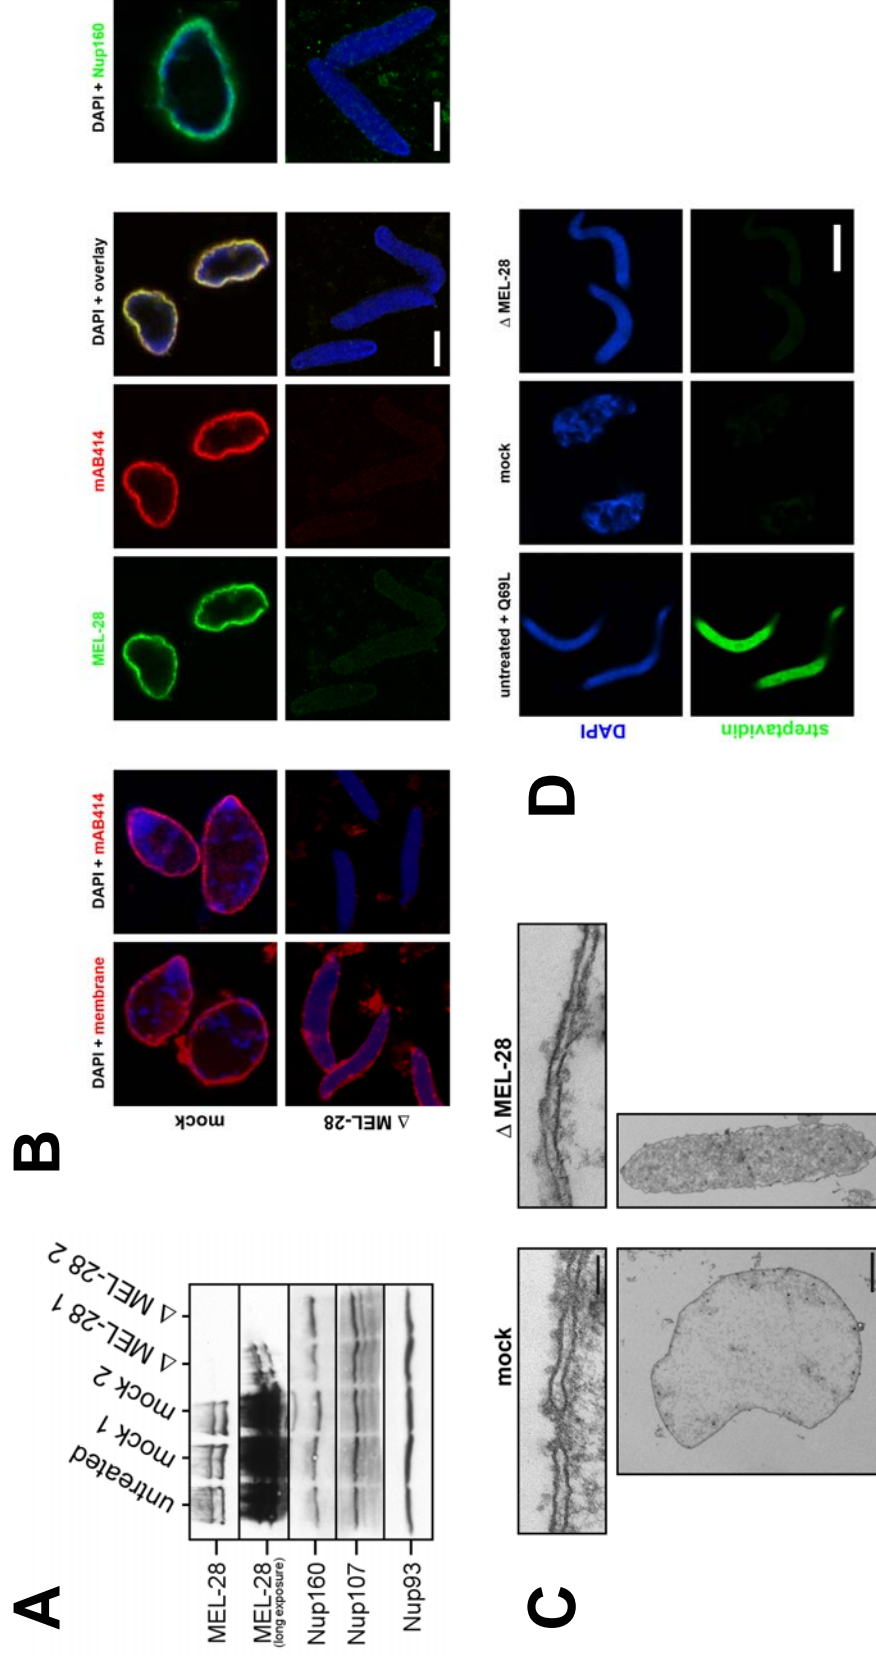 A
untreated
mock 1
mock 2
Δ MEL-28 1
Δ MEL-28 2
MEL-28
MEL-28
(long exposure)
Nup160
Nup107
Nup93
B
DAPI + membrane
DAPI + mAB414
MEL-28
mAB414
DAPI + overlay
DAPI + Nup160
mock
Δ MEL-28
C
mock
Δ MEL-28
D
untreated + Q69L
mock
Δ MEL-28
DAPI
streptavidin